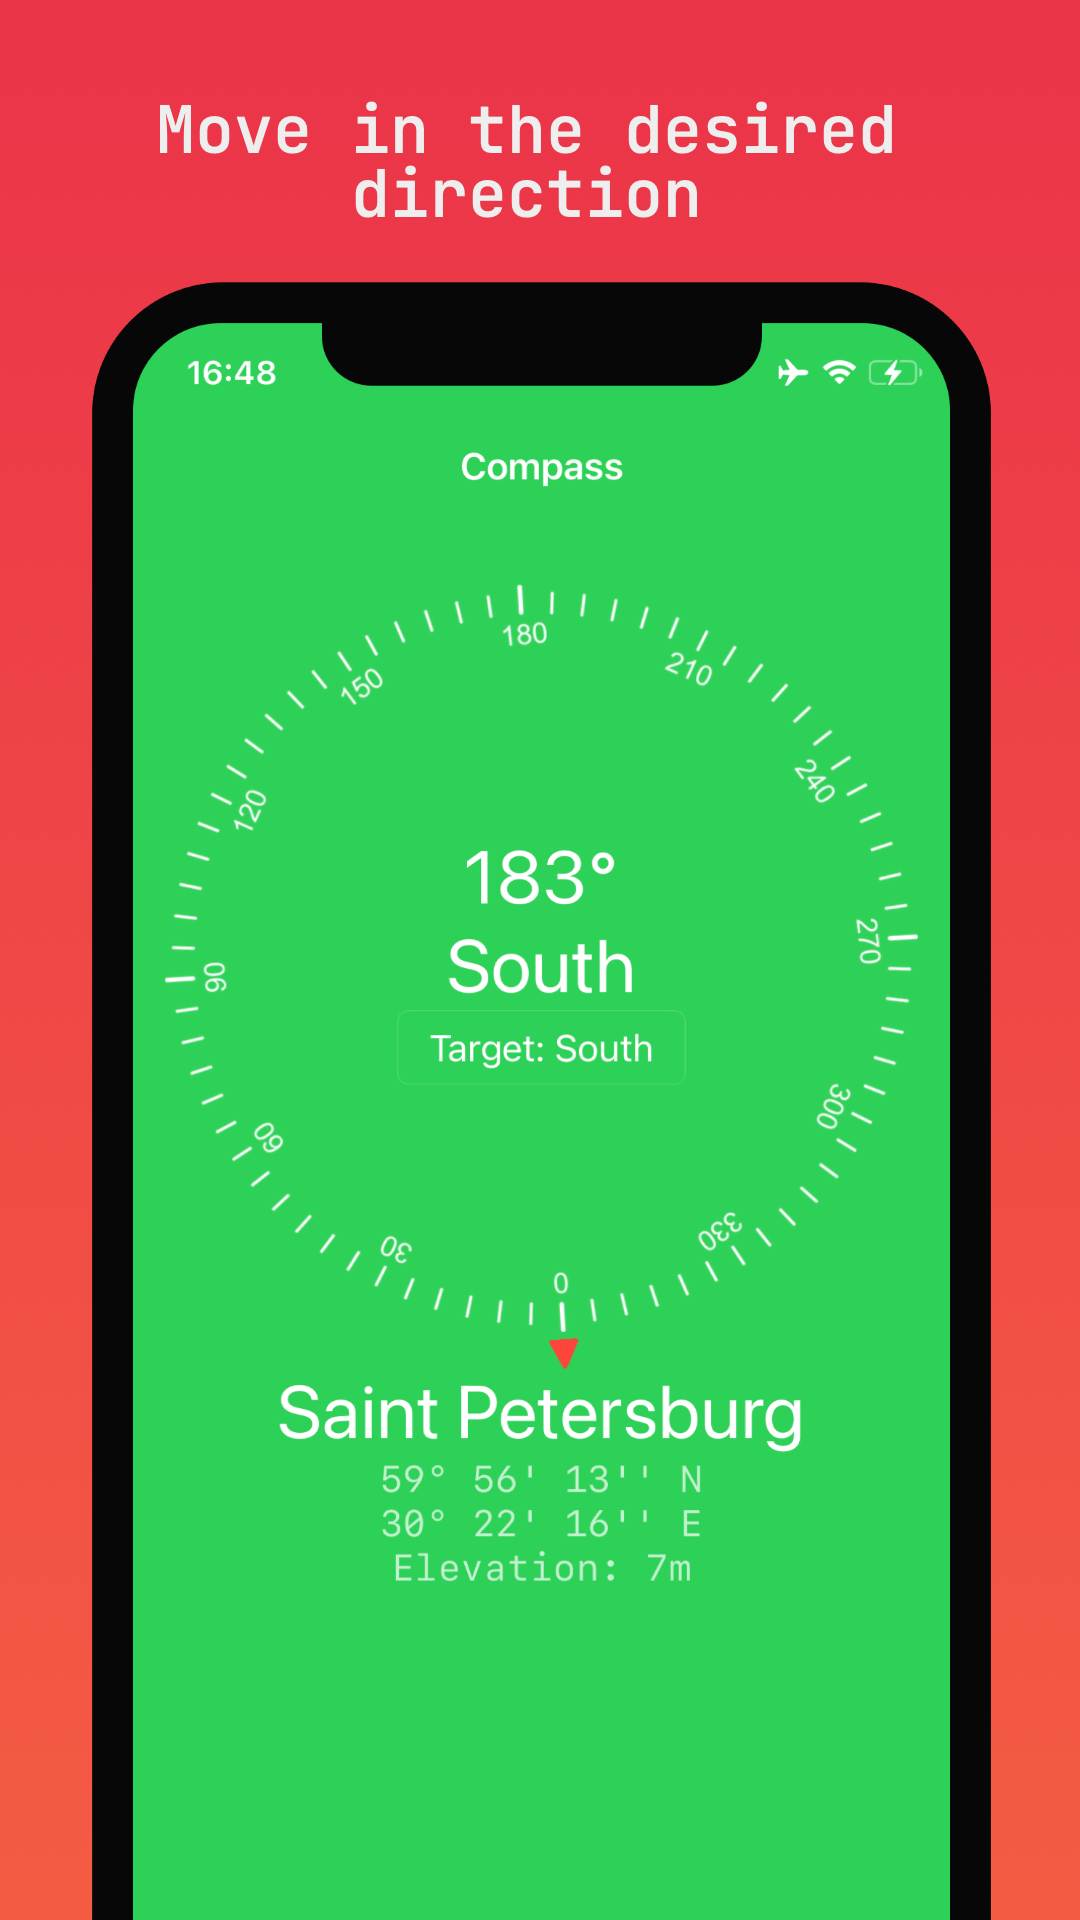 Move in the desired
direction
16:48
Compass
180
150
210
120
240
183°
South
270
90
Target: South
300
60
330
30
0
Saint Petersburg
59° 56' 13'' N
30° 22' 16'' E
Elevation: 7m